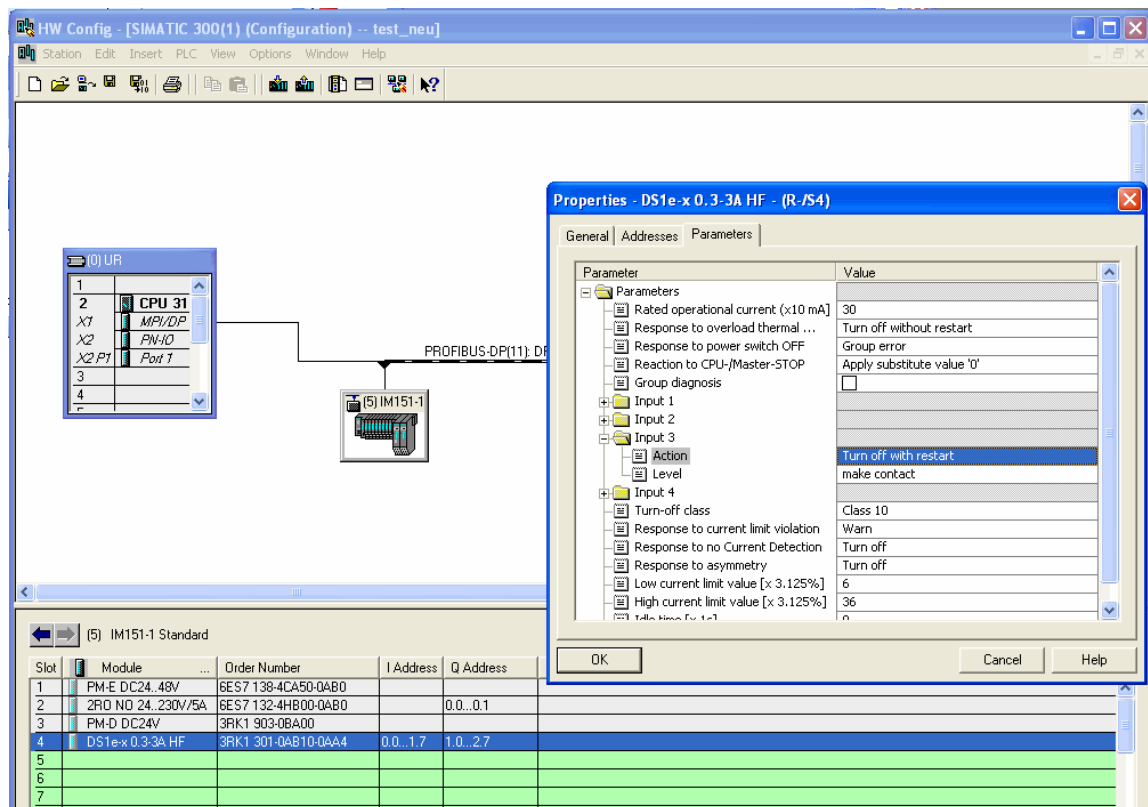 HW Config - [SIMATIC 300(1) (Configuration) -- test_neu]
Station Edit Insert PLC View Options Window Help
(0) UR
1
2 CPU 31
X1 MPI/DP
X2 PN-IO
X2 P1 Port 1
3
4
PROFIBUS-DP(11): DP
(5) IM151-1
Properties - DS1e-x 0.3-3A HF - (R-/S4)
General Addresses Parameters
Parameter Value
Parameters
Rated operational current (x10 mA) 30
Response to overload thermal ... Turn off without restart
Response to power switch OFF Group error
Reaction to CPU-/Master-STOP Apply substitute value '0'
Group diagnosis
Input 1
Input 2
Input 3
Action Turn off with restart
Level make contact
Input 4
Turn-off class Class 10
Response to current limit violation Warn
Response to no Current Detection Turn off
Response to asymmetry Turn off
Low current limit value [x 3.125%] 6
High current limit value [x 3.125%] 36
Idle time [x 1s] 0
OK Cancel Help
(5) IM151-1 Standard
Slot Module ... Order Number I Address Q Address
1 PM-E DC24..48V 6ES7 138-4CA50-0AB0
2 2RO NO 24..230V/5A 6ES7 132-4HB00-0AB0 0.0...0.1
3 PM-D DC24V 3RK1 903-0BA00
4 DS1e-x 0.3-3A HF 3RK1 301-0AB10-0AA4 0.0...1.7 1.0...2.7
5
6
7